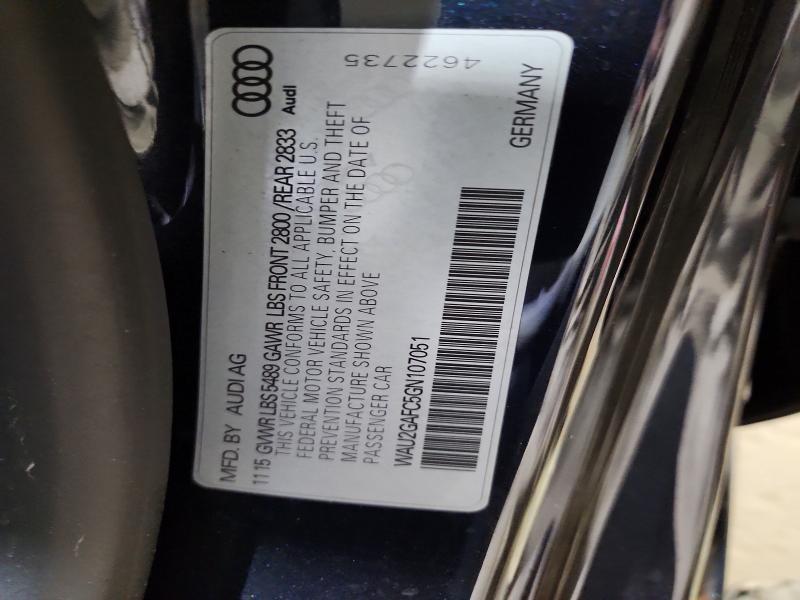 Audi
MFD. BY AUDI AG
11 15 GVWR LBS 5489 GAWR LBS FRONT 2800 /REAR 2833
THIS VEHICLE CONFORMS TO ALL APPLICABLE U.S.
FEDERAL MOTOR VEHICLE SAFETY, BUMPER AND THEFT
PREVENTION STANDARDS IN EFFECT ON THE DATE OF
MANUFACTURE SHOWN ABOVE
PASSENGER CAR
WAU2GAFC5GN107051
GERMANY
4622735